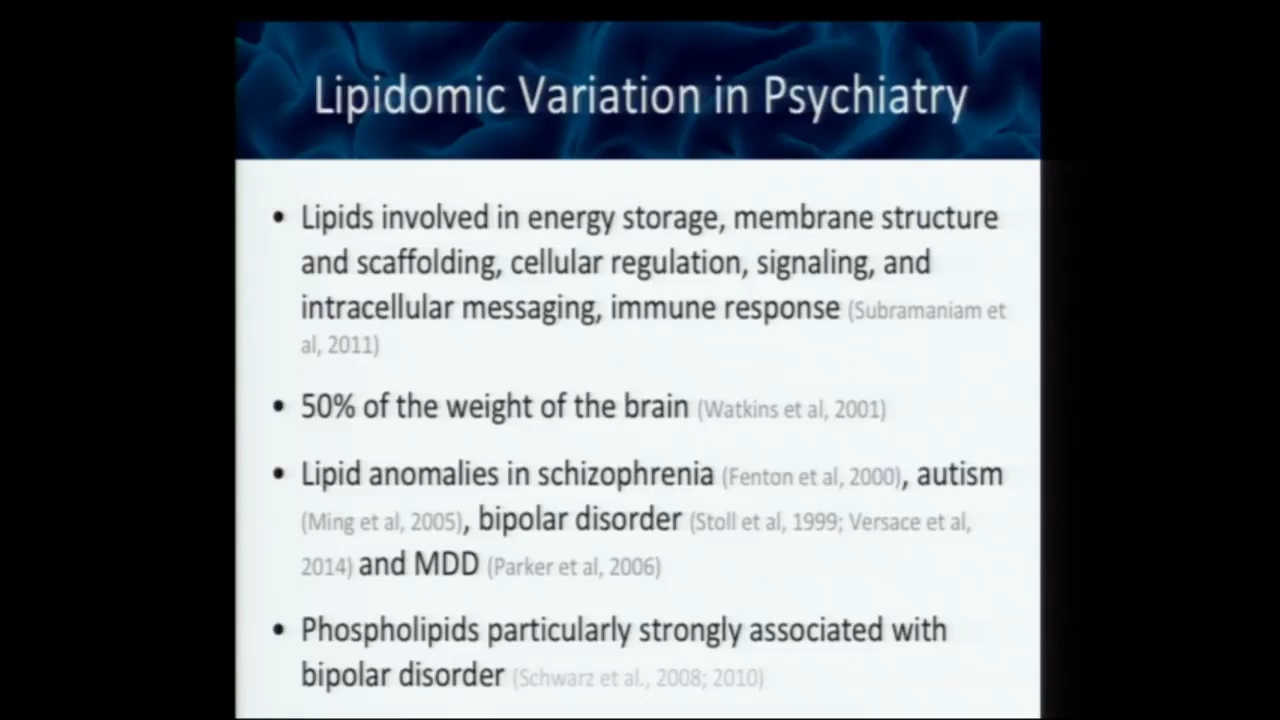 Lipidomic Variation in Psychiatry
• Lipids involved in energy storage, membrane structure
and scaffolding, cellular regulation, signaling, and
intracellular messaging, immune response (Subramaniam et
al, 2011)
• 50% of the weight of the brain (Watkins et al, 2001)
• Lipid anomalies in schizophrenia (Fenton et al, 2000), autism
(Ming et al, 2005), bipolar disorder (Stoll et al, 1999; Versace et al,
2014) and MDD (Parker et al, 2006)
• Phospholipids particularly strongly associated with
bipolar disorder (Schwarz et al., 2008; 2010)